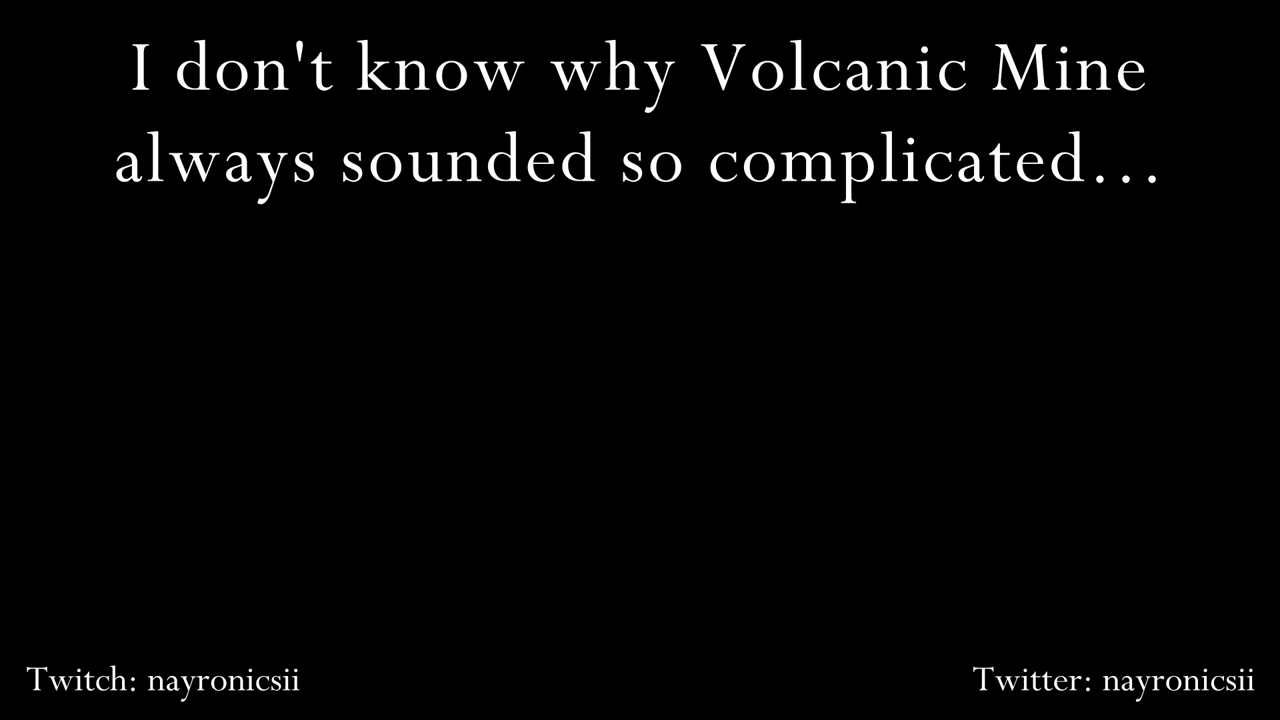 I don't know why Volcanic Mine
always sounded so complicated...
Twitch: nayronicsii
Twitter: nayronicsii